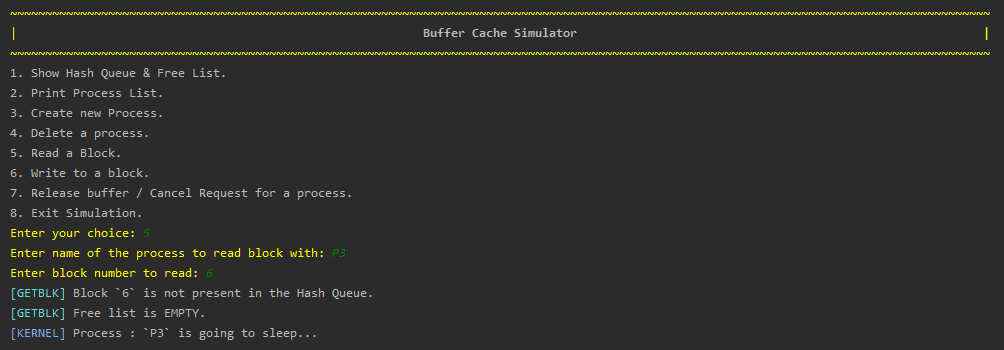 ~~~~~~~~~~~~~~~~~~~~~~~~~~~~~~~~~~~~~~~~~~~~~~~~~~~~~~~~~~~~~~~~~~~~~~~~~~~~~~~~~~~~~~~~~~~~~~~~~~~~~~~~~~~~~~~~~~~~~~~~~~~~~~~~~~~~~~~~~~~~
| Buffer Cache Simulator |
~~~~~~~~~~~~~~~~~~~~~~~~~~~~~~~~~~~~~~~~~~~~~~~~~~~~~~~~~~~~~~~~~~~~~~~~~~~~~~~~~~~~~~~~~~~~~~~~~~~~~~~~~~~~~~~~~~~~~~~~~~~~~~~~~~~~~~~~~~~~
1. Show Hash Queue & Free List.
2. Print Process List.
3. Create new Process.
4. Delete a process.
5. Read a Block.
6. Write to a block.
7. Release buffer / Cancel Request for a process.
8. Exit Simulation.
Enter your choice: 5
Enter name of the process to read block with: P3
Enter block number to read: 6
[GETBLK] Block `6` is not present in the Hash Queue.
[GETBLK] Free list is EMPTY.
[KERNEL] Process : `P3` is going to sleep...